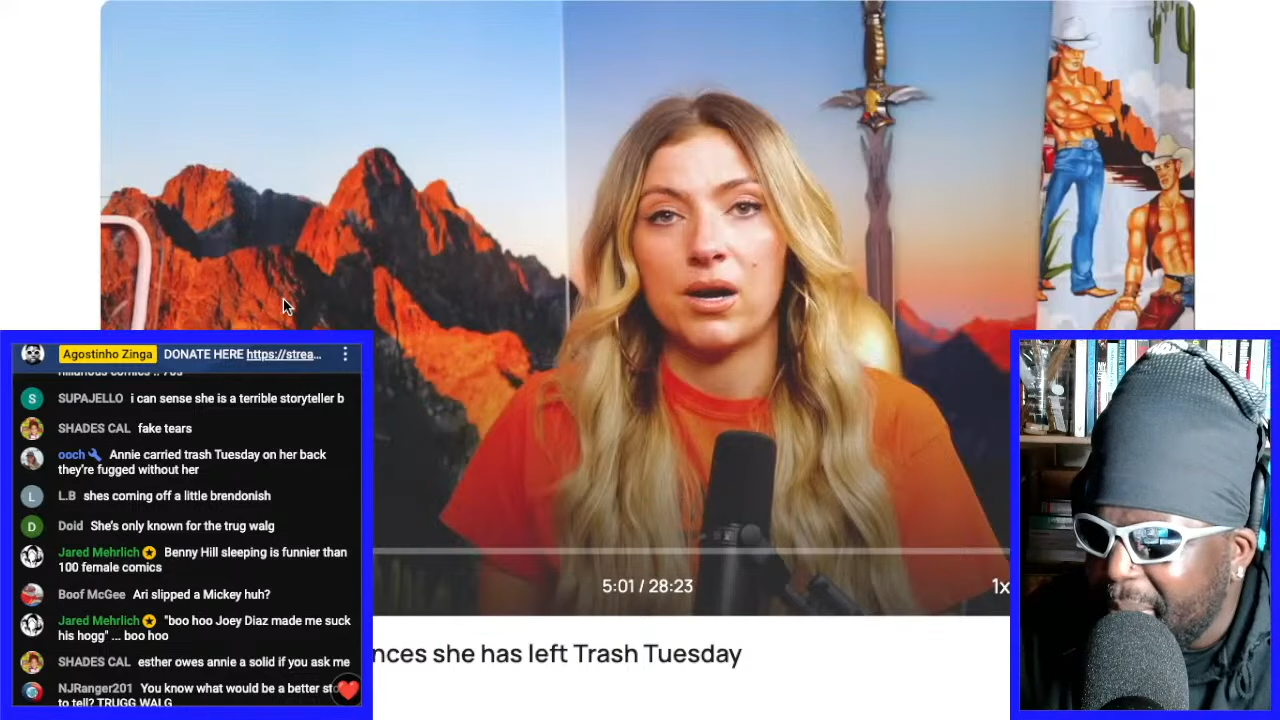 Agostinho Zinga DONATE HERE https://strea...
hilarious comics .. 70s
SUPAJELLO i can sense she is a terrible storyteller b
SHADES CAL fake tears
ooch Annie carried trash Tuesday on her back
they're fugged without her
L.B shes coming off a little brendonish
Doid She's only known for the trug walg
Jared Mehrlich Benny Hill sleeping is funnier than
100 female comics
Boof McGee Ari slipped a Mickey huh?
Jared Mehrlich "boo hoo Joey Diaz made me suck
his hogg" ... boo hoo
SHADES CAL esther owes annie a solid if you ask me
NJRanger201 You know what would be a better
to tell? TRUGG WALG
5:01 / 28:23
1x
nces she has left Trash Tuesday